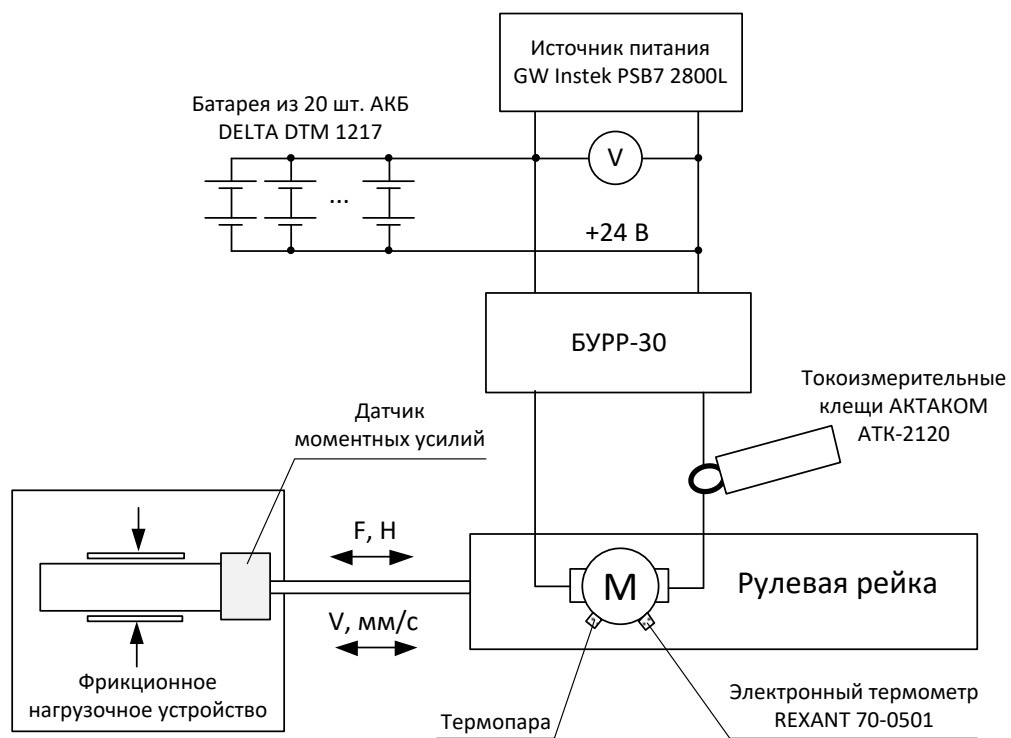 Источник питания
GW Instek PSB7 2800L
Батарея из 20 шт. АКБ
DELTA DTM 1217
V
...
+24 В
БУРР-30
Токоизмерительные
клещи АКТАКОМ
АТК-2120
Датчик
моментных усилий
F, Н
М
Рулевая рейка
V, мм/с
Фрикционное
нагрузочное устройство
Термопара
Электронный термометр
REXANT 70-0501